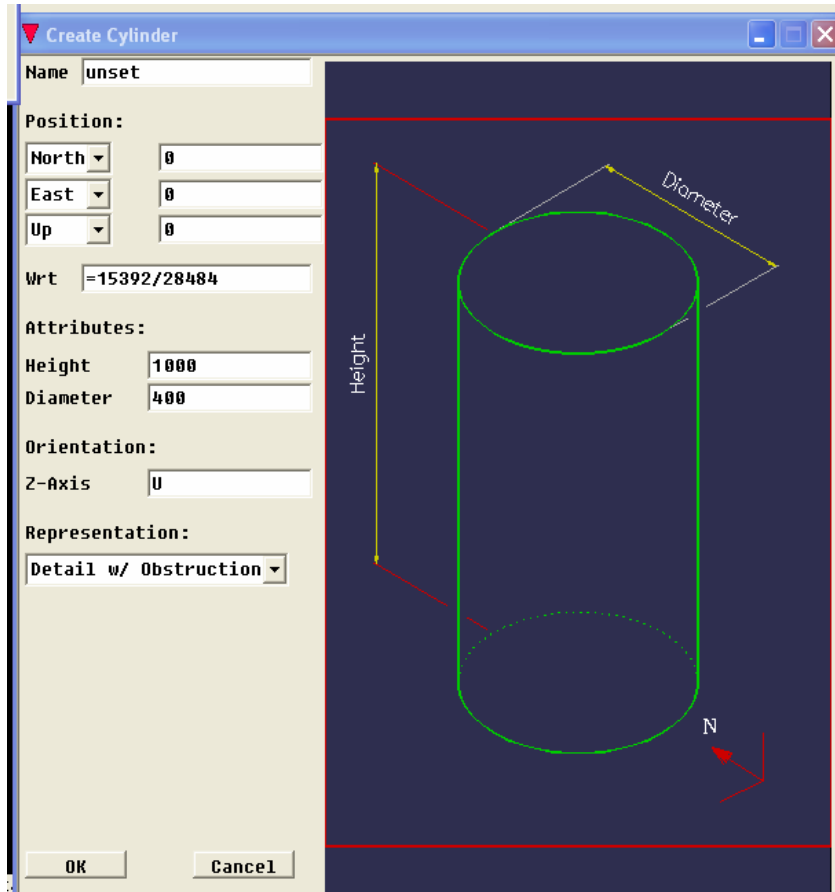 Create Cylinder
Name unset
Position:
North 0
East 0
Up 0
Wrt =15392/28484
Attributes:
Height 1000
Diameter 400
Orientation:
Z-Axis U
Representation:
Detail w/ Obstruction
OK Cancel
Diameter
Height
N